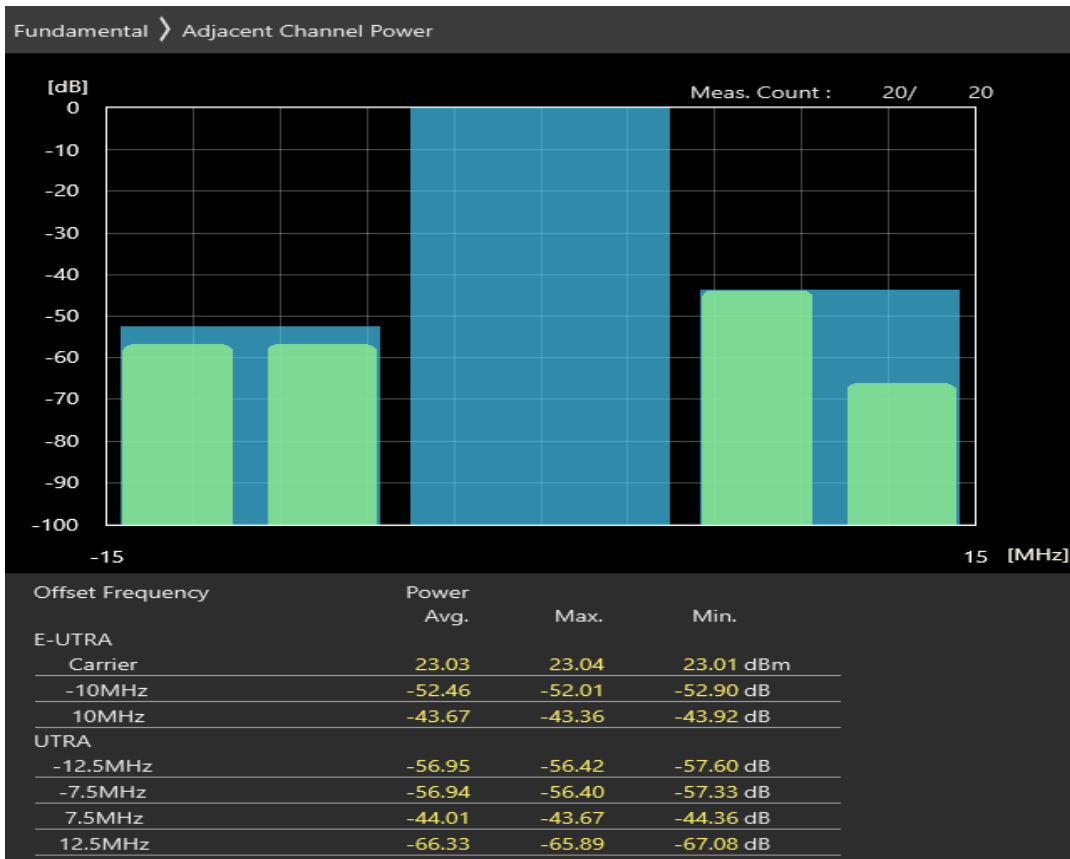 Fundamental 〉 Adjacent Channel Power
[dB]
Meas. Count : 20/ 20
0
-10
-20
-30
-40
-50
-60
-70
-80
-90
-100
-15 15 [MHz]
Offset Frequency Power
Avg. Max. Min.
E-UTRA
Carrier 23.03 23.04 23.01 dBm
-10MHz -52.46 -52.01 -52.90 dB
10MHz -43.67 -43.36 -43.92 dB
UTRA
-12.5MHz -56.95 -56.42 -57.60 dB
-7.5MHz -56.94 -56.40 -57.33 dB
7.5MHz -44.01 -43.67 -44.36 dB
12.5MHz -66.33 -65.89 -67.08 dB